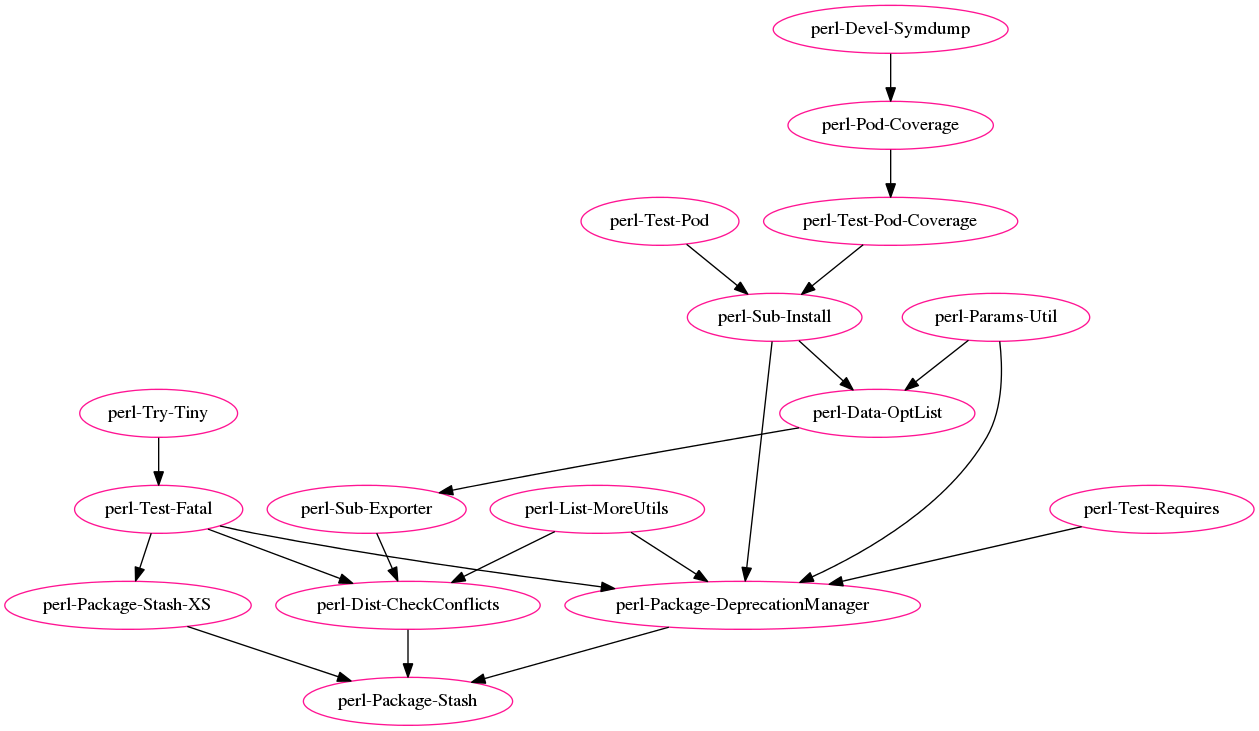 perl-Devel-Symdump
perl-Pod-Coverage
perl-Test-Pod
perl-Test-Pod-Coverage
perl-Sub-Install
perl-Params-Util
perl-Try-Tiny
perl-Data-OptList
perl-Test-Fatal
perl-Sub-Exporter
perl-List-MoreUtils
perl-Test-Requires
perl-Package-Stash-XS
perl-Dist-CheckConflicts
perl-Package-DeprecationManager
perl-Package-Stash